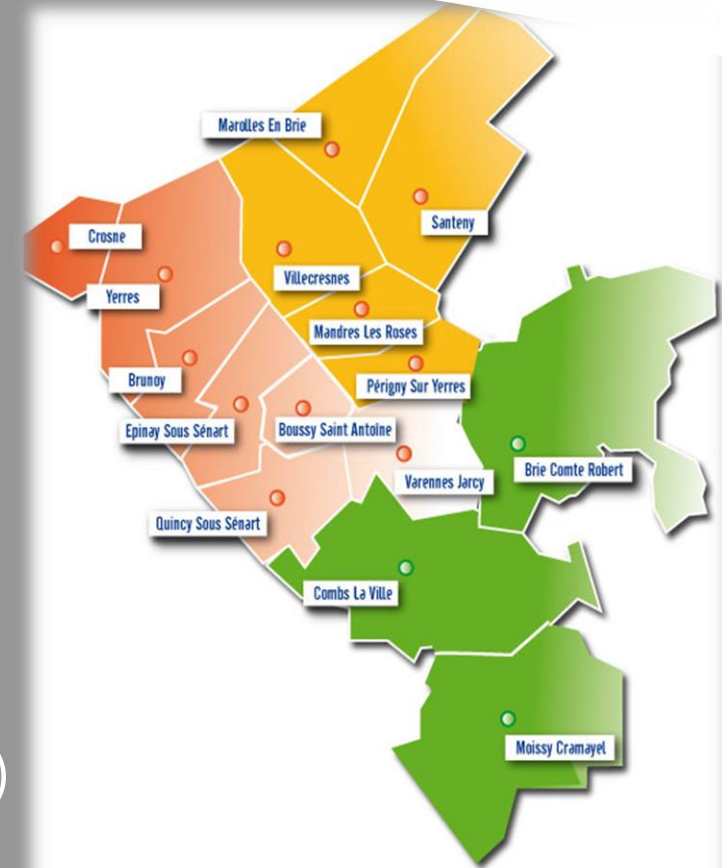 Marolles En Brie
Santeny
Crosne
Villecresnes
Yerres
Mandres Les Roses
Brunoy
Périgny Sur Yerres
Epinay Sous Sénart
Boussy Saint Antoine
Brie Comte Robert
Varennes Jarcy
Quincy Sous Sénart
Combs La Ville
Moissy Cramayel